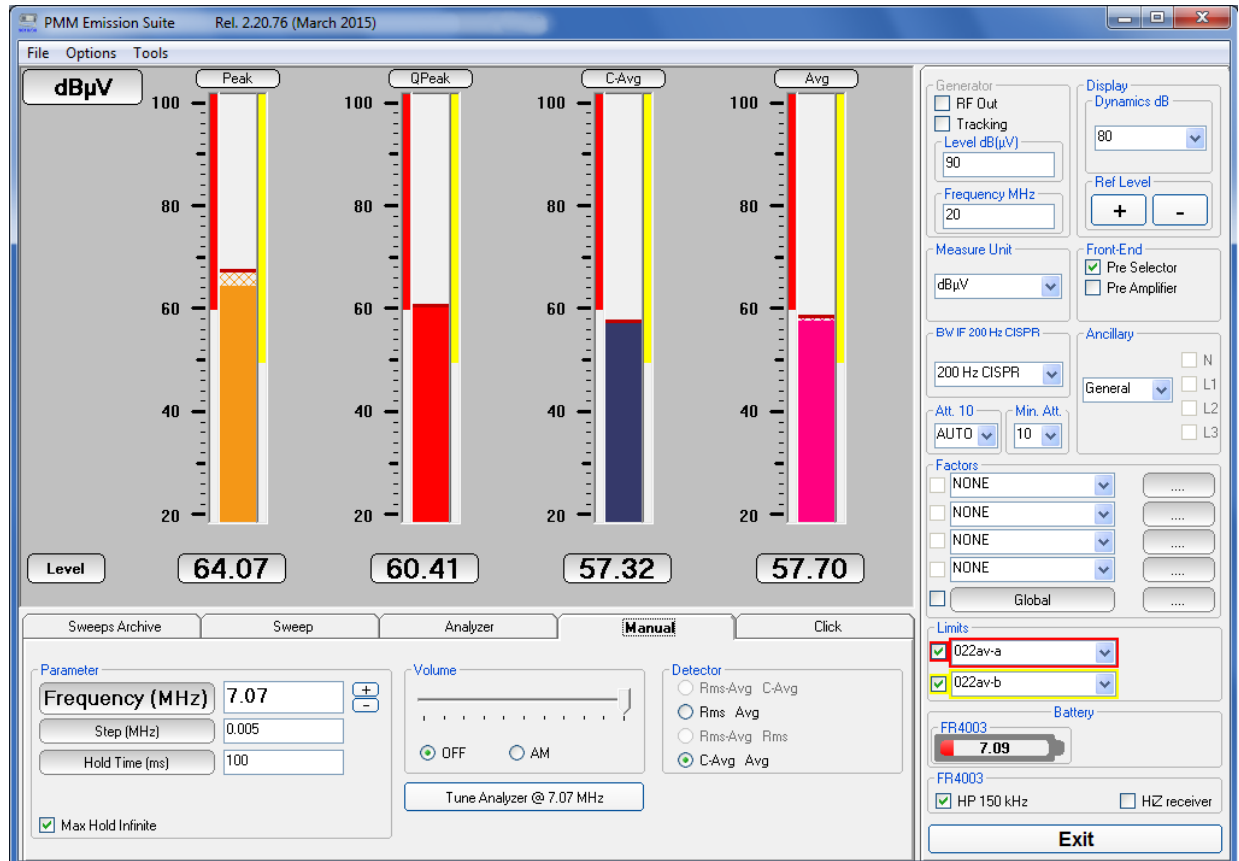 PMM Emission Suite Rel. 2.20.76 (March 2015)
File Options Tools
dBµV
Peak QPeak C-Avg Avg
100 100 100 100
80 80 80 80
60 60 60 60
40 40 40 40
20 20 20 20
Level 64.07 60.41 57.32 57.70
Sweeps Archive Sweep Analyzer Manual Click
Parameter
Frequency (MHz) 7.07 + -
Step (MHz) 0.005
Hold Time (ms) 100
Max Hold Infinite
Volume
OFF AM
Tune Analyzer @ 7.07 MHz
Detector
Rms-Avg C-Avg
Rms Avg
Rms-Avg Rms
C-Avg Avg
Generator
RF Out
Tracking
Level dB(µV)
90
Frequency MHz
20
Display
Dynamics dB
80
Ref Level
+ -
Measure Unit
dBµV
Front-End
Pre Selector
Pre Amplifier
BW IF 200 Hz CISPR
200 Hz CISPR
Ancillary
General
N
L1
L2
L3
Att. 10 Min. Att.
AUTO 10
Factors
NONE ....
NONE ....
NONE ....
NONE ....
Global ....
Limits
022av-a
022av-b
Battery
FR4003
7.09
FR4003
HP 150 kHz HiZ receiver
Exit